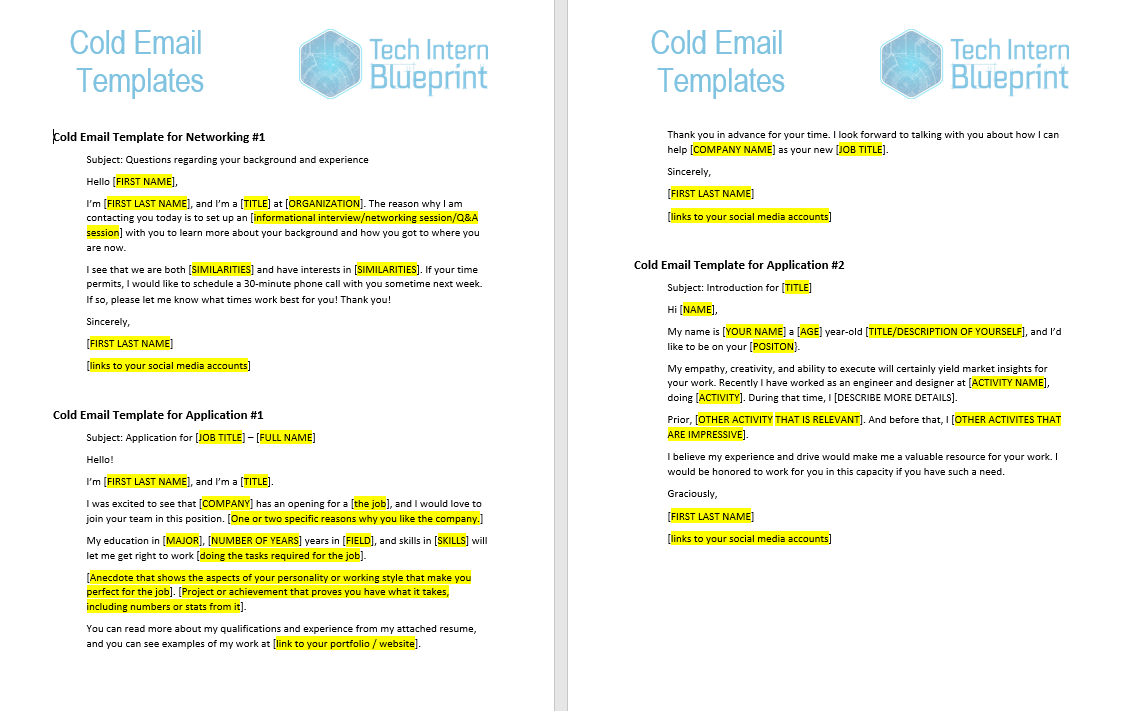 Cold Email
Templates
Tech Intern
Blueprint
Cold Email Template for Networking #1
Subject: Questions regarding your background and experience
Hello [FIRST NAME],
I’m [FIRST LAST NAME], and I’m a [TITLE] at [ORGANIZATION]. The reason why I am
contacting you today is to set up an [informational interview/networking session/Q&A
session] with you to learn more about your background and how you got to where you
are now.
I see that we are both [SIMILARITIES] and have interests in [SIMILARITIES]. If your time
permits, I would like to schedule a 30-minute phone call with you sometime next week.
If so, please let me know what times work best for you! Thank you!
Sincerely,
[FIRST LAST NAME]
[links to your social media accounts]
Cold Email Template for Application #1
Subject: Application for [JOB TITLE] – [FULL NAME]
Hello!
I’m [FIRST LAST NAME], and I’m a [TITLE].
I was excited to see that [COMPANY] has an opening for a [the job], and I would love to
join your team in this position. [One or two specific reasons why you like the company.]
My education in [MAJOR], [NUMBER OF YEARS] years in [FIELD], and skills in [SKILLS] will
let me get right to work [doing the tasks required for the job].
[Anecdote that shows the aspects of your personality or working style that make you
perfect for the job]. [Project or achievement that proves you have what it takes,
including numbers or stats from it].
You can read more about my qualifications and experience from my attached resume,
and you can see examples of my work at [link to your portfolio / website].
Cold Email
Templates
Tech Intern
Blueprint
Thank you in advance for your time. I look forward to talking with you about how I can
help [COMPANY NAME] as your new [JOB TITLE].
Sincerely,
[FIRST LAST NAME]
[links to your social media accounts]
Cold Email Template for Application #2
Subject: Introduction for [TITLE]
Hi [NAME],
My name is [YOUR NAME] a [AGE] year-old [TITLE/DESCRIPTION OF YOURSELF], and I’d
like to be on your [POSITON}.
My empathy, creativity, and ability to execute will certainly yield market insights for
your work. Recently I have worked as an engineer and designer at [ACTIVITY NAME],
doing [ACTIVITY]. During that time, I [DESCRIBE MORE DETAILS].
Prior, [OTHER ACTIVITY THAT IS RELEVANT]. And before that, I [OTHER ACTIVITES THAT
ARE IMPRESSIVE].
I believe my experience and drive would make me a valuable resource for your work. I
would be honored to work for you in this capacity if you have such a need.
Graciously,
[FIRST LAST NAME]
[links to your social media accounts]